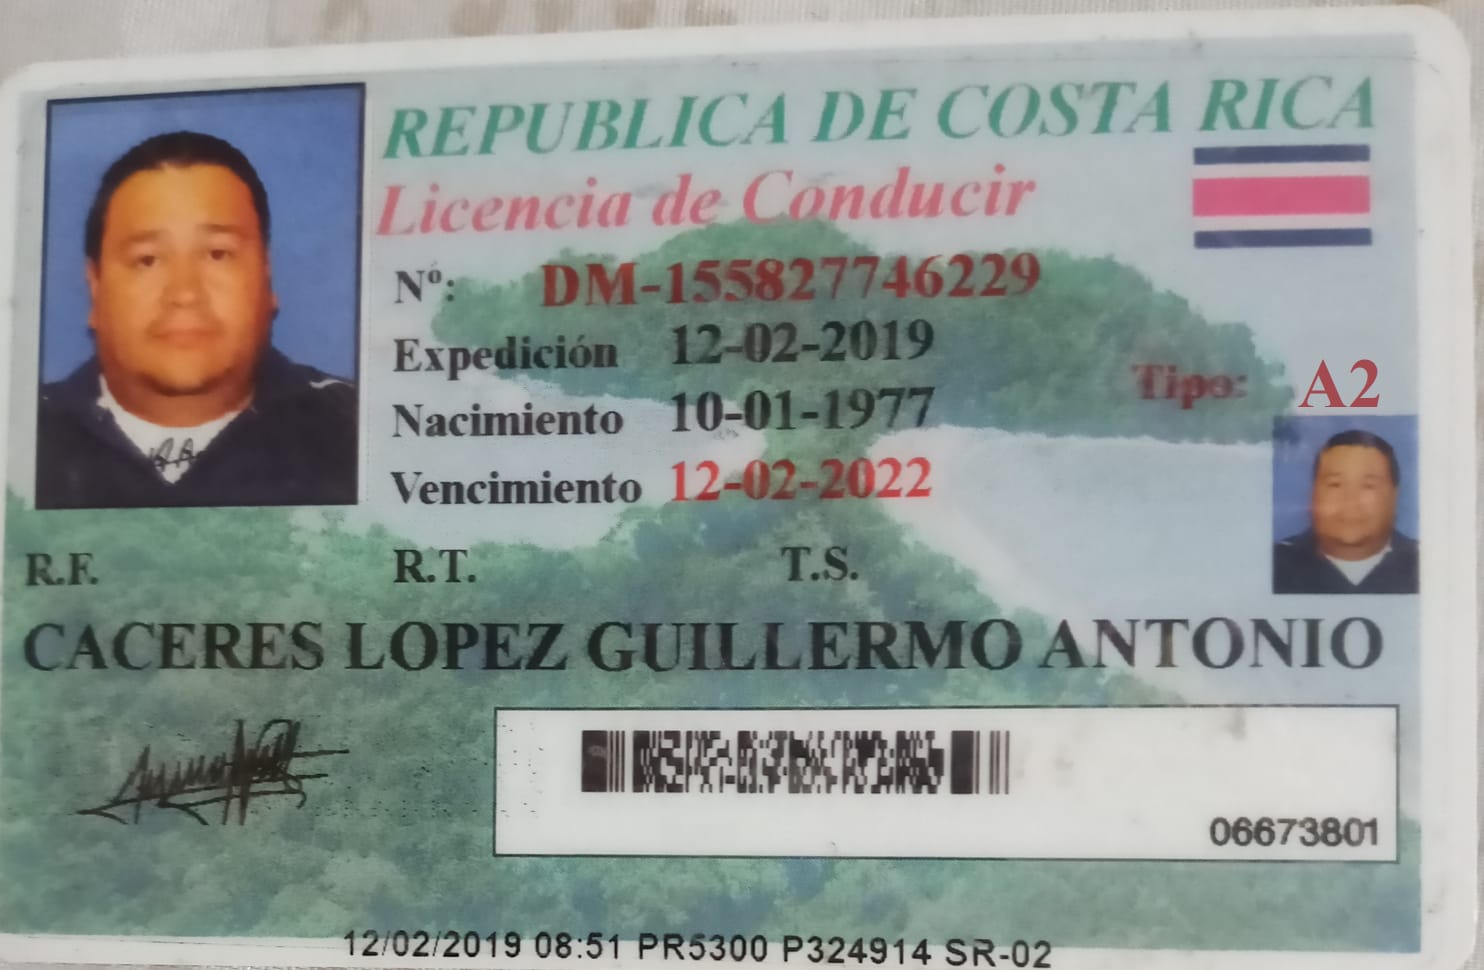 REPUBLICA DE COSTA RICA
Licencia de Conducir
Nº: DM-155827746229
Expedición 12-02-2019
Nacimiento 10-01-1977
Tipo: A2
Vencimiento 12-02-2022
R.F. R.T. T.S.
CACERES LOPEZ GUILLERMO ANTONIO
06673801
12/02/2019 08:51 PR5300 P324914 SR-02